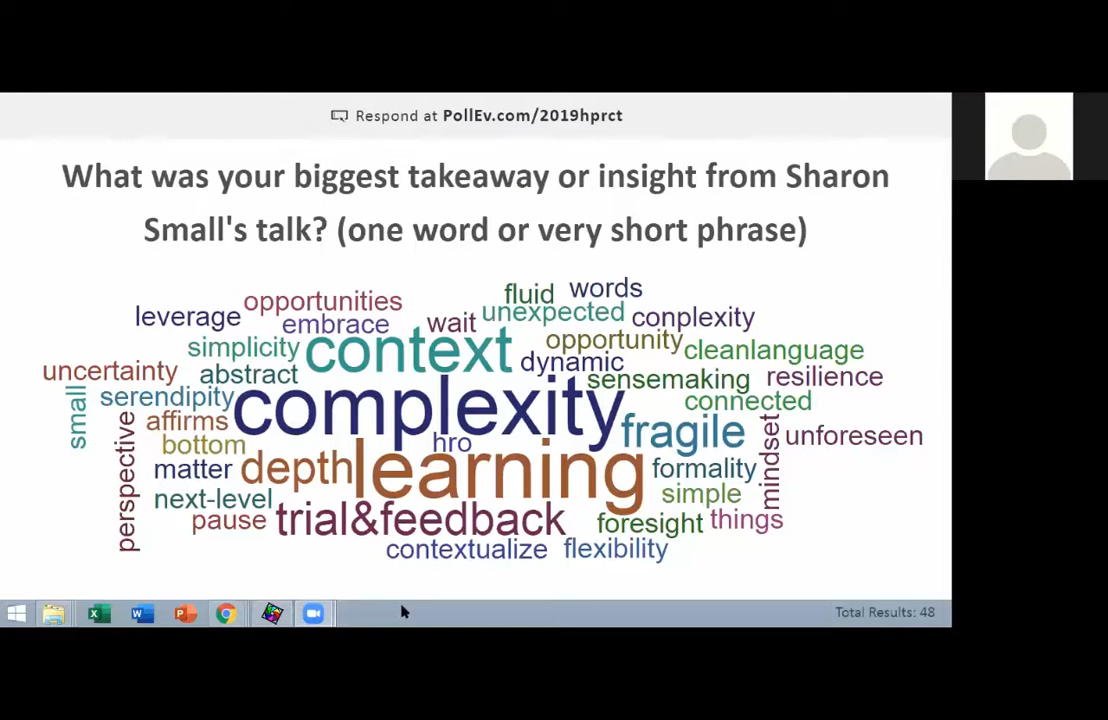 Respond at PollEv.com/2019hprct
What was your biggest takeaway or insight from Sharon
Small's talk? (one word or very short phrase)
fluid words
opportunities
leverage embrace wait unexpected conplexity
simplicity context opportunity cleanlanguage
uncertainty abstract dynamic sensemaking resilience
small serendipity complexity connected
affirms fragile
perspective bottom hro mindset unforeseen
matter depth learning formality
next-level simple
pause trial&feedback foresight things
contextualize flexibility
Total Results: 48